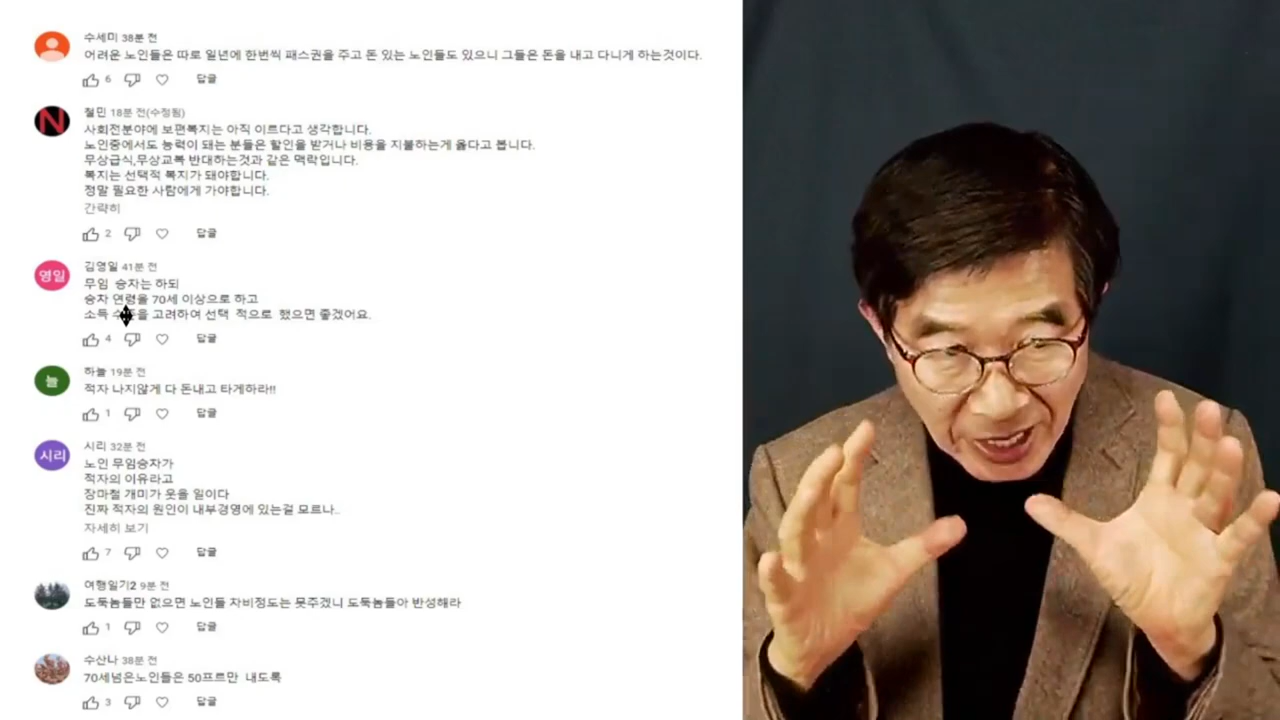 수세미 38분 전
어려운 노인들은 따로 일년에 한번씩 패스권을 주고 돈 있는 노인들도 있으니 그들은 돈을 내고 다니게 하는것이다.
6 답글
N
철민 18분 전(수정됨)
사회전분야에 보편복지는 아직 이르다고 생각합니다.
노인중에서도 능력이 돼는 분들은 할인을 받거나 비용을 지불하는게 옳다고 봅니다.
무상급식,무상교복 반대하는것과 같은 맥락입니다.
복지는 선택적 복지가 돼야합니다.
정말 필요한 사람에게 가야합니다.
간략히
2 답글
영일
김영일 41분 전
무임 승차는 하되
승차 연령을 70세 이상으로 하고
소득 을 고려하여 선택 적으로 했으면 좋겠어요.
4 답글
늘
하늘 19분 전
적자 나지않게 다 돈내고 타게하라!!
1 답글
시리
시리 32분 전
노인 무임승차가
적자의 이유라고
장마철 개미가 웃을 일이다
진짜 적자의 원인이 내부경영에 있는걸 모르나..
자세히 보기
7 답글
여행일기2 9분 전
도둑놈들만 없으면 노인들 차비정도는 못주겠니 도둑놈들아 반성해라
1 답글
수산나 38분 전
70세넘은노인들은 50프트만 내도록
3 답글